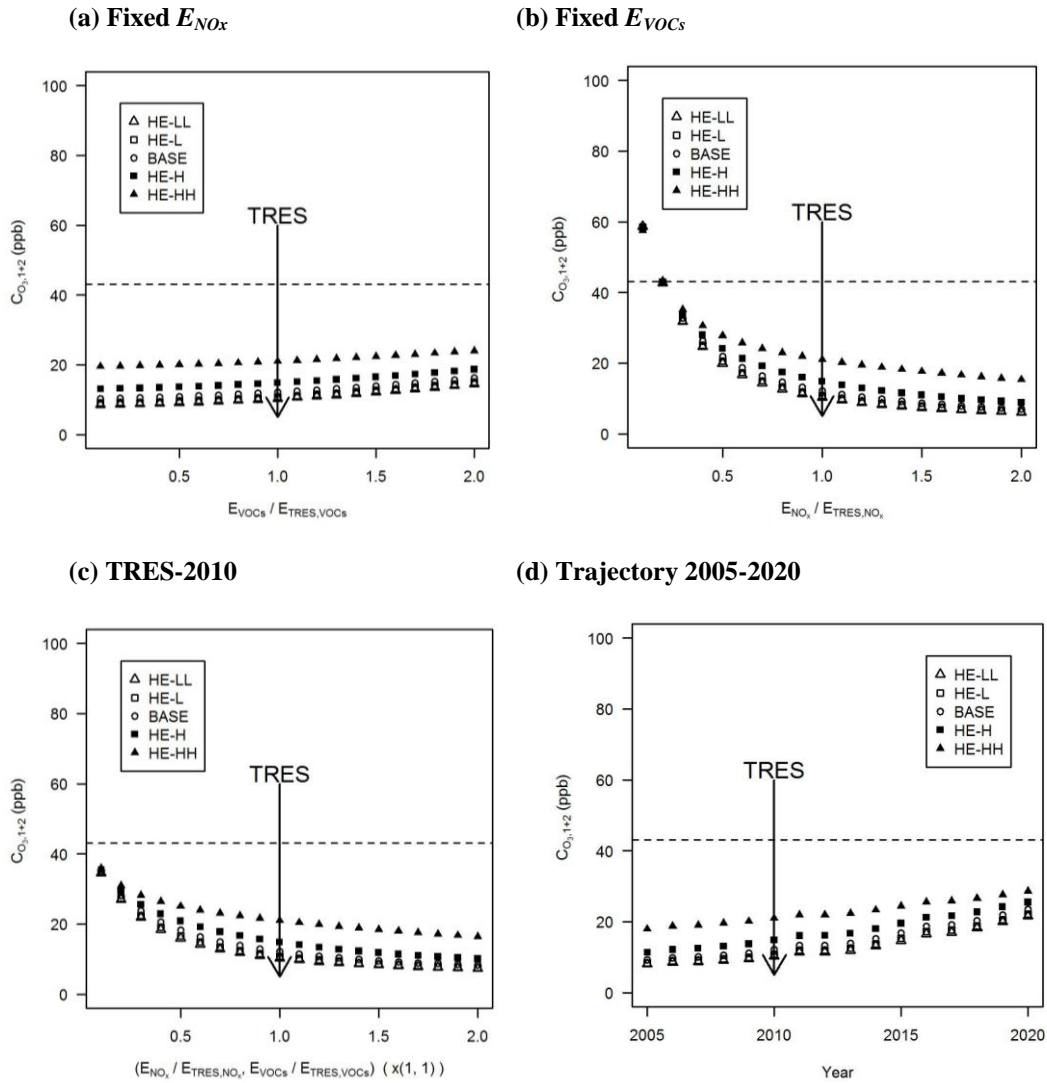 (a) Fixed E_NOx
C_O3,1+2 (ppb)
100
80
60
40
20
0
HE-LL
HE-L
BASE
HE-H
HE-HH
TRES
0.5 1.0 1.5 2.0
E_VOCs / E_TRES,VOCs
(b) Fixed E_VOCs
C_O3,1+2 (ppb)
100
80
60
40
20
0
HE-LL
HE-L
BASE
HE-H
HE-HH
TRES
0.5 1.0 1.5 2.0
E_NOx / E_TRES,NOx
(c) TRES-2010
C_O3,1+2 (ppb)
100
80
60
40
20
0
HE-LL
HE-L
BASE
HE-H
HE-HH
TRES
0.5 1.0 1.5 2.0
(E_NOx / E_TRES,NOx, E_VOCs / E_TRES,VOCs) ( x(1, 1) )
(d) Trajectory 2005-2020
C_O3,1+2 (ppb)
100
80
60
40
20
0
HE-LL
HE-L
BASE
HE-H
HE-HH
TRES
2005 2010 2015 2020
Year